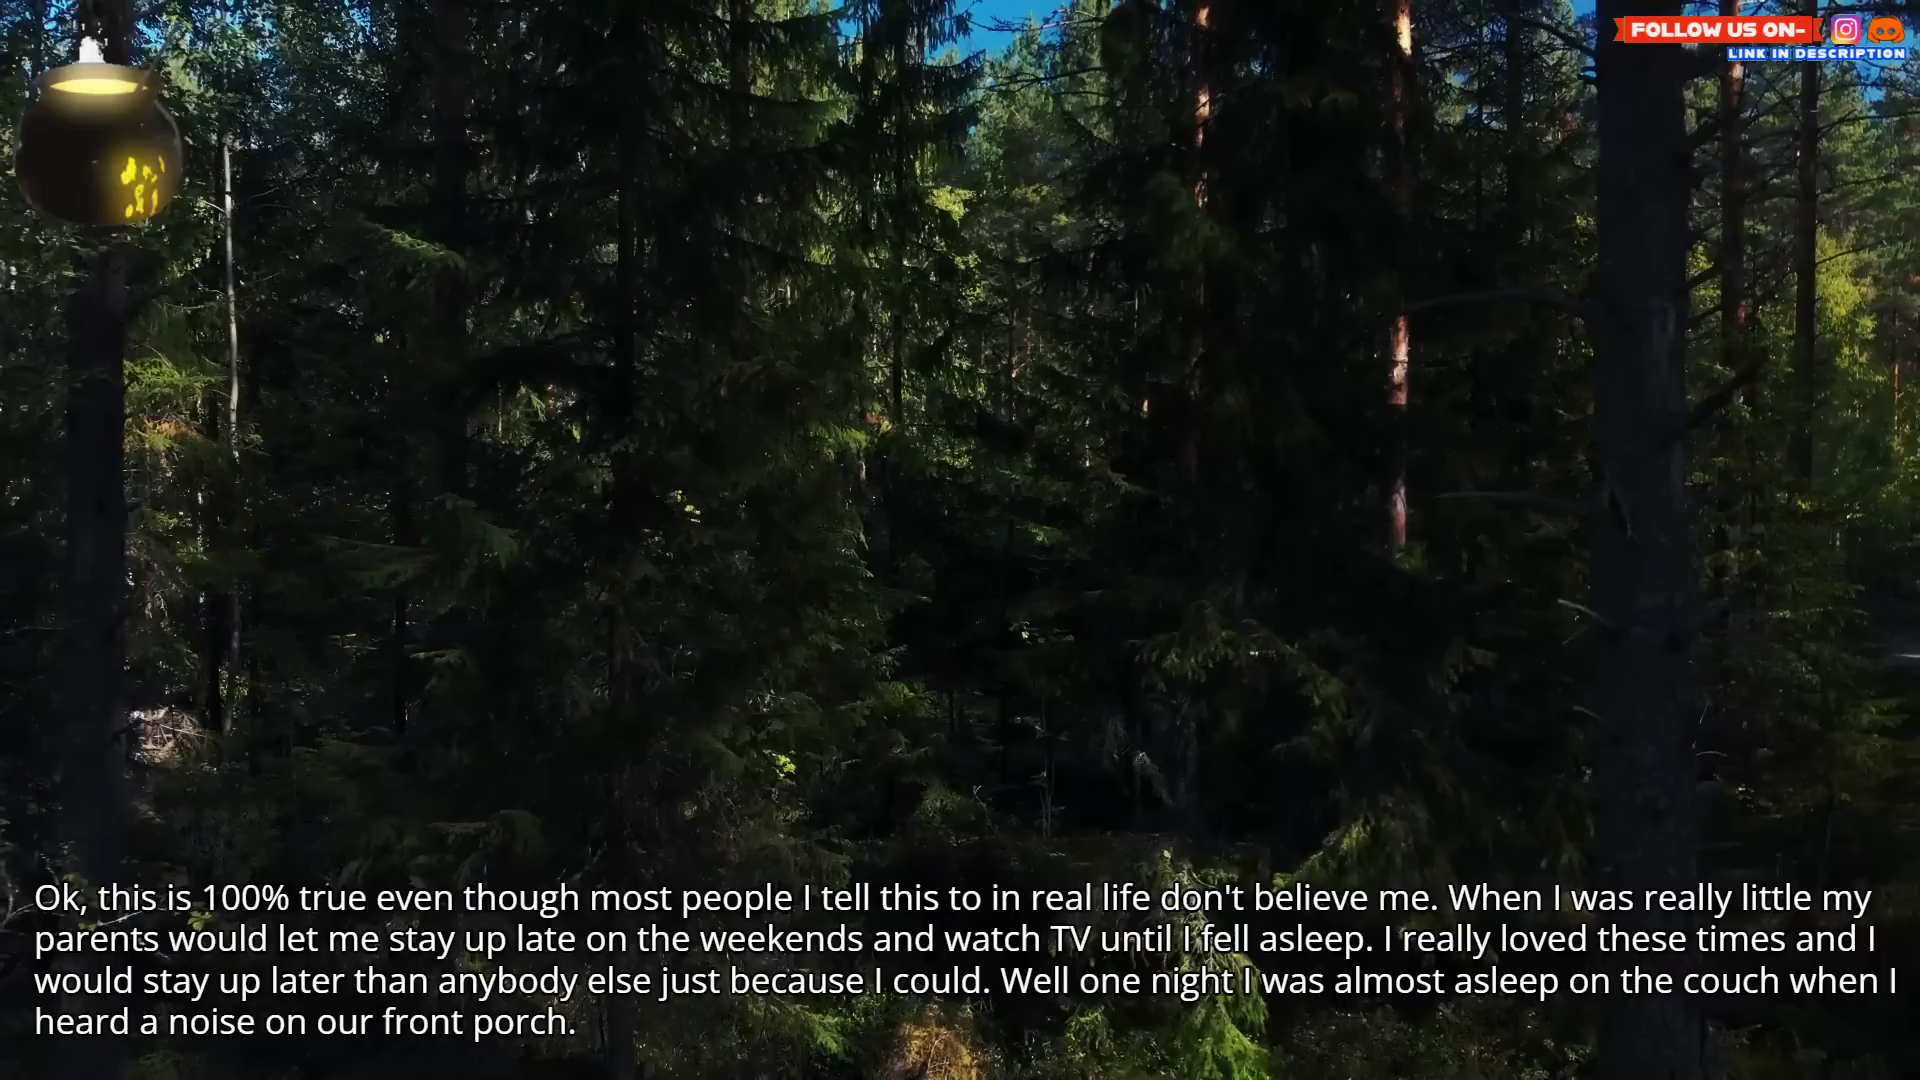 FOLLOW US ON-
LINK IN DESCRIPTION
Ok, this is 100% true even though most people I tell this to in real life don't believe me. When I was really little my
parents would let me stay up late on the weekends and watch TV until I fell asleep. I really loved these times and I
would stay up later than anybody else just because I could. Well one night I was almost asleep on the couch when I
heard a noise on our front porch.